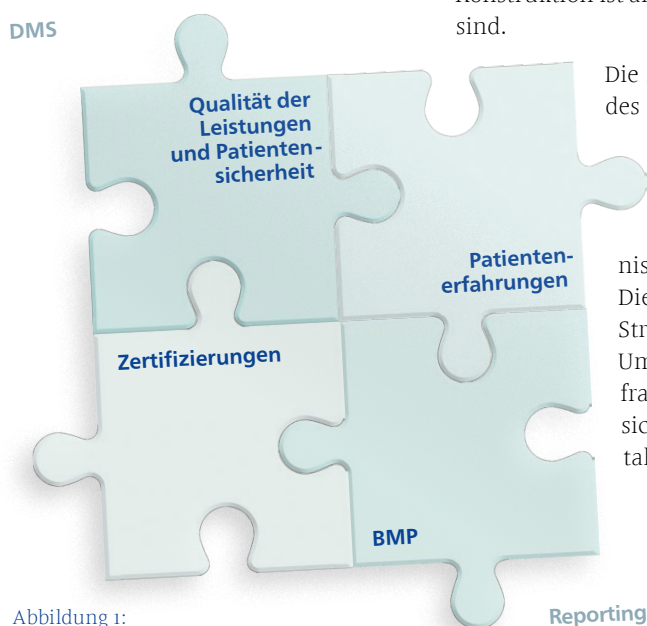 DMS
sind.
Die
des
Qualität der
Leistungen
und Patienten-
sicherheit
Patienten-
erfahrungen
nis
Die
Str
Um
fra
sic
tal
Zertifizierungen
BMP
Abbildung 1:
Reporting